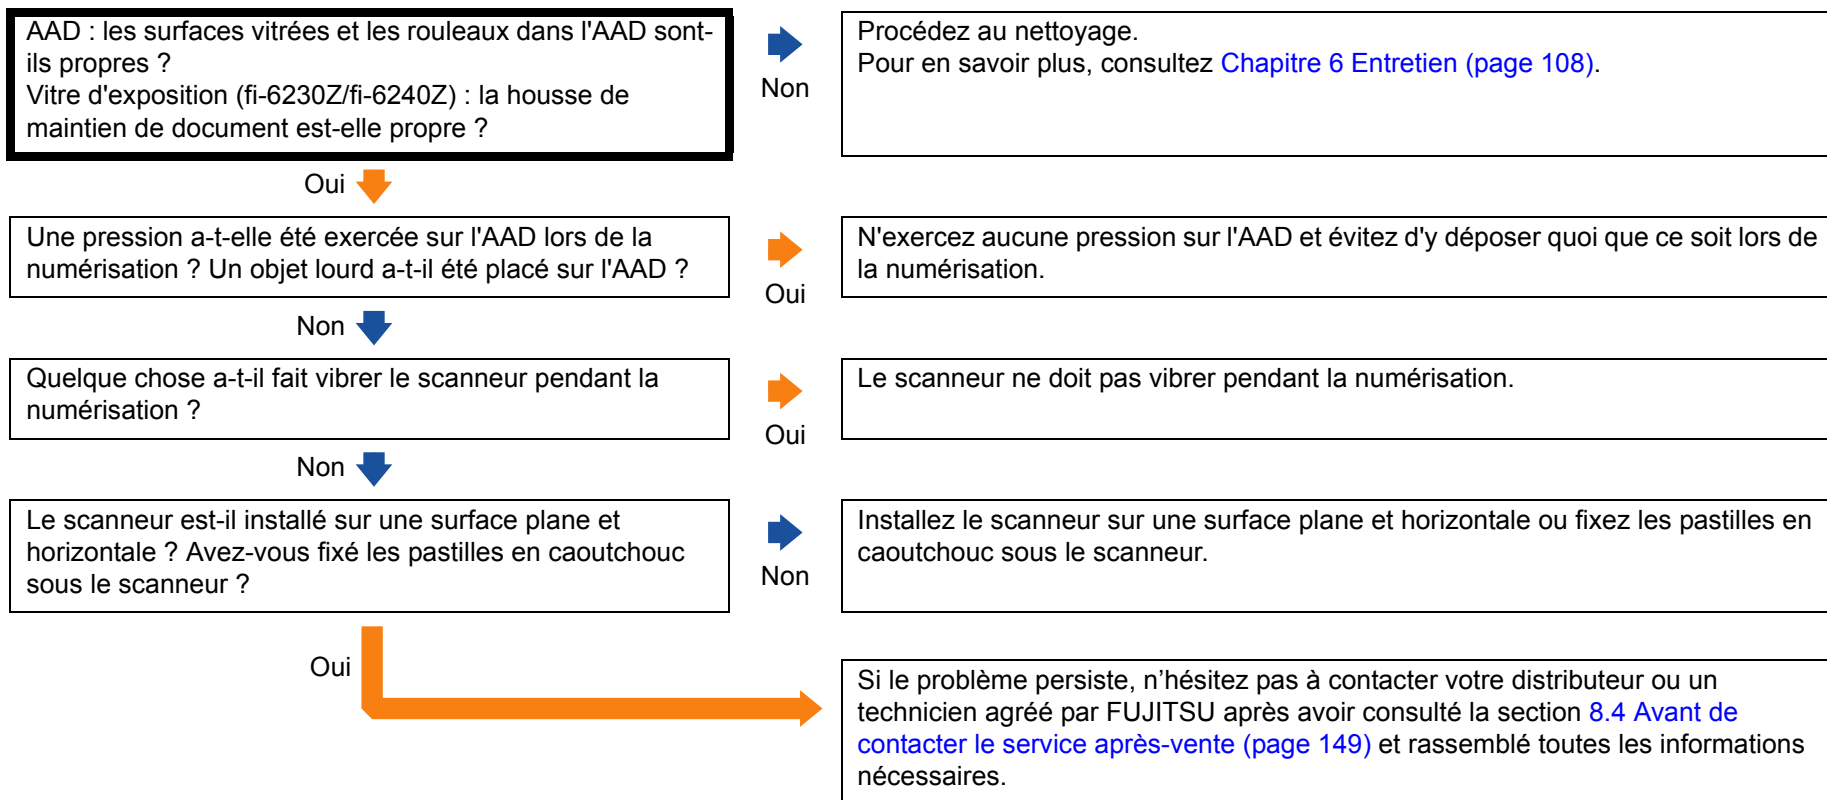 AAD : les surfaces vitrées et les rouleaux dans l'AAD sont-
ils propres ?
Vitre d'exposition (fi-6230Z/fi-6240Z) : la housse de
maintien de document est-elle propre ?
Non
Procédez au nettoyage.
Pour en savoir plus, consultez Chapitre 6 Entretien (page 108).
Oui
Une pression a-t-elle été exercée sur l'AAD lors de la
numérisation ? Un objet lourd a-t-il été placé sur l'AAD ?
Oui
N'exercez aucune pression sur l'AAD et évitez d'y déposer quoi que ce soit lors de
la numérisation.
Non
Quelque chose a-t-il fait vibrer le scanneur pendant la
numérisation ?
Oui
Le scanneur ne doit pas vibrer pendant la numérisation.
Non
Le scanneur est-il installé sur une surface plane et
horizontale ? Avez-vous fixé les pastilles en caoutchouc
sous le scanneur ?
Non
Installez le scanneur sur une surface plane et horizontale ou fixez les pastilles en
caoutchouc sous le scanneur.
Oui
Si le problème persiste, n’hésitez pas à contacter votre distributeur ou un
technicien agréé par FUJITSU après avoir consulté la section 8.4 Avant de
contacter le service après-vente (page 149) et rassemblé toutes les informations
nécessaires.